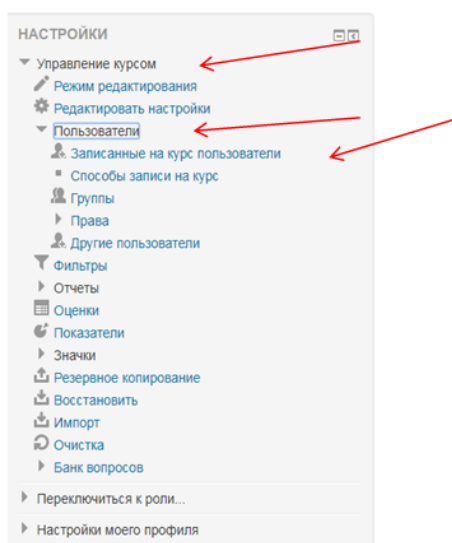 НАСТРОЙКИ
Управление курсом
Режим редактирования
Редактировать настройки
Пользователи
Записанные на курс пользователи
Способы записи на курс
Группы
Права
Другие пользователи
Фильтры
Отчеты
Оценки
Показатели
Значки
Резервное копирование
Восстановить
Импорт
Очистка
Банк вопросов
Переключиться к роли...
Настройки моего профиля